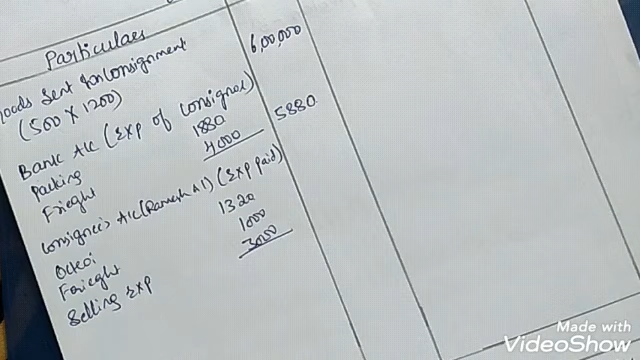 Particulars
Goods Sent on Consignment 6,00,000
(500 X 1200)
Bank A/C (Exp of Consignor) 5880
Packing 1880
Frieght 4000
Consignee's A/C (Ramesh A/c) (Exp paid)
Octroi 1320
Frieght 1000
Selling Exp 3000
Made with
VideoShow